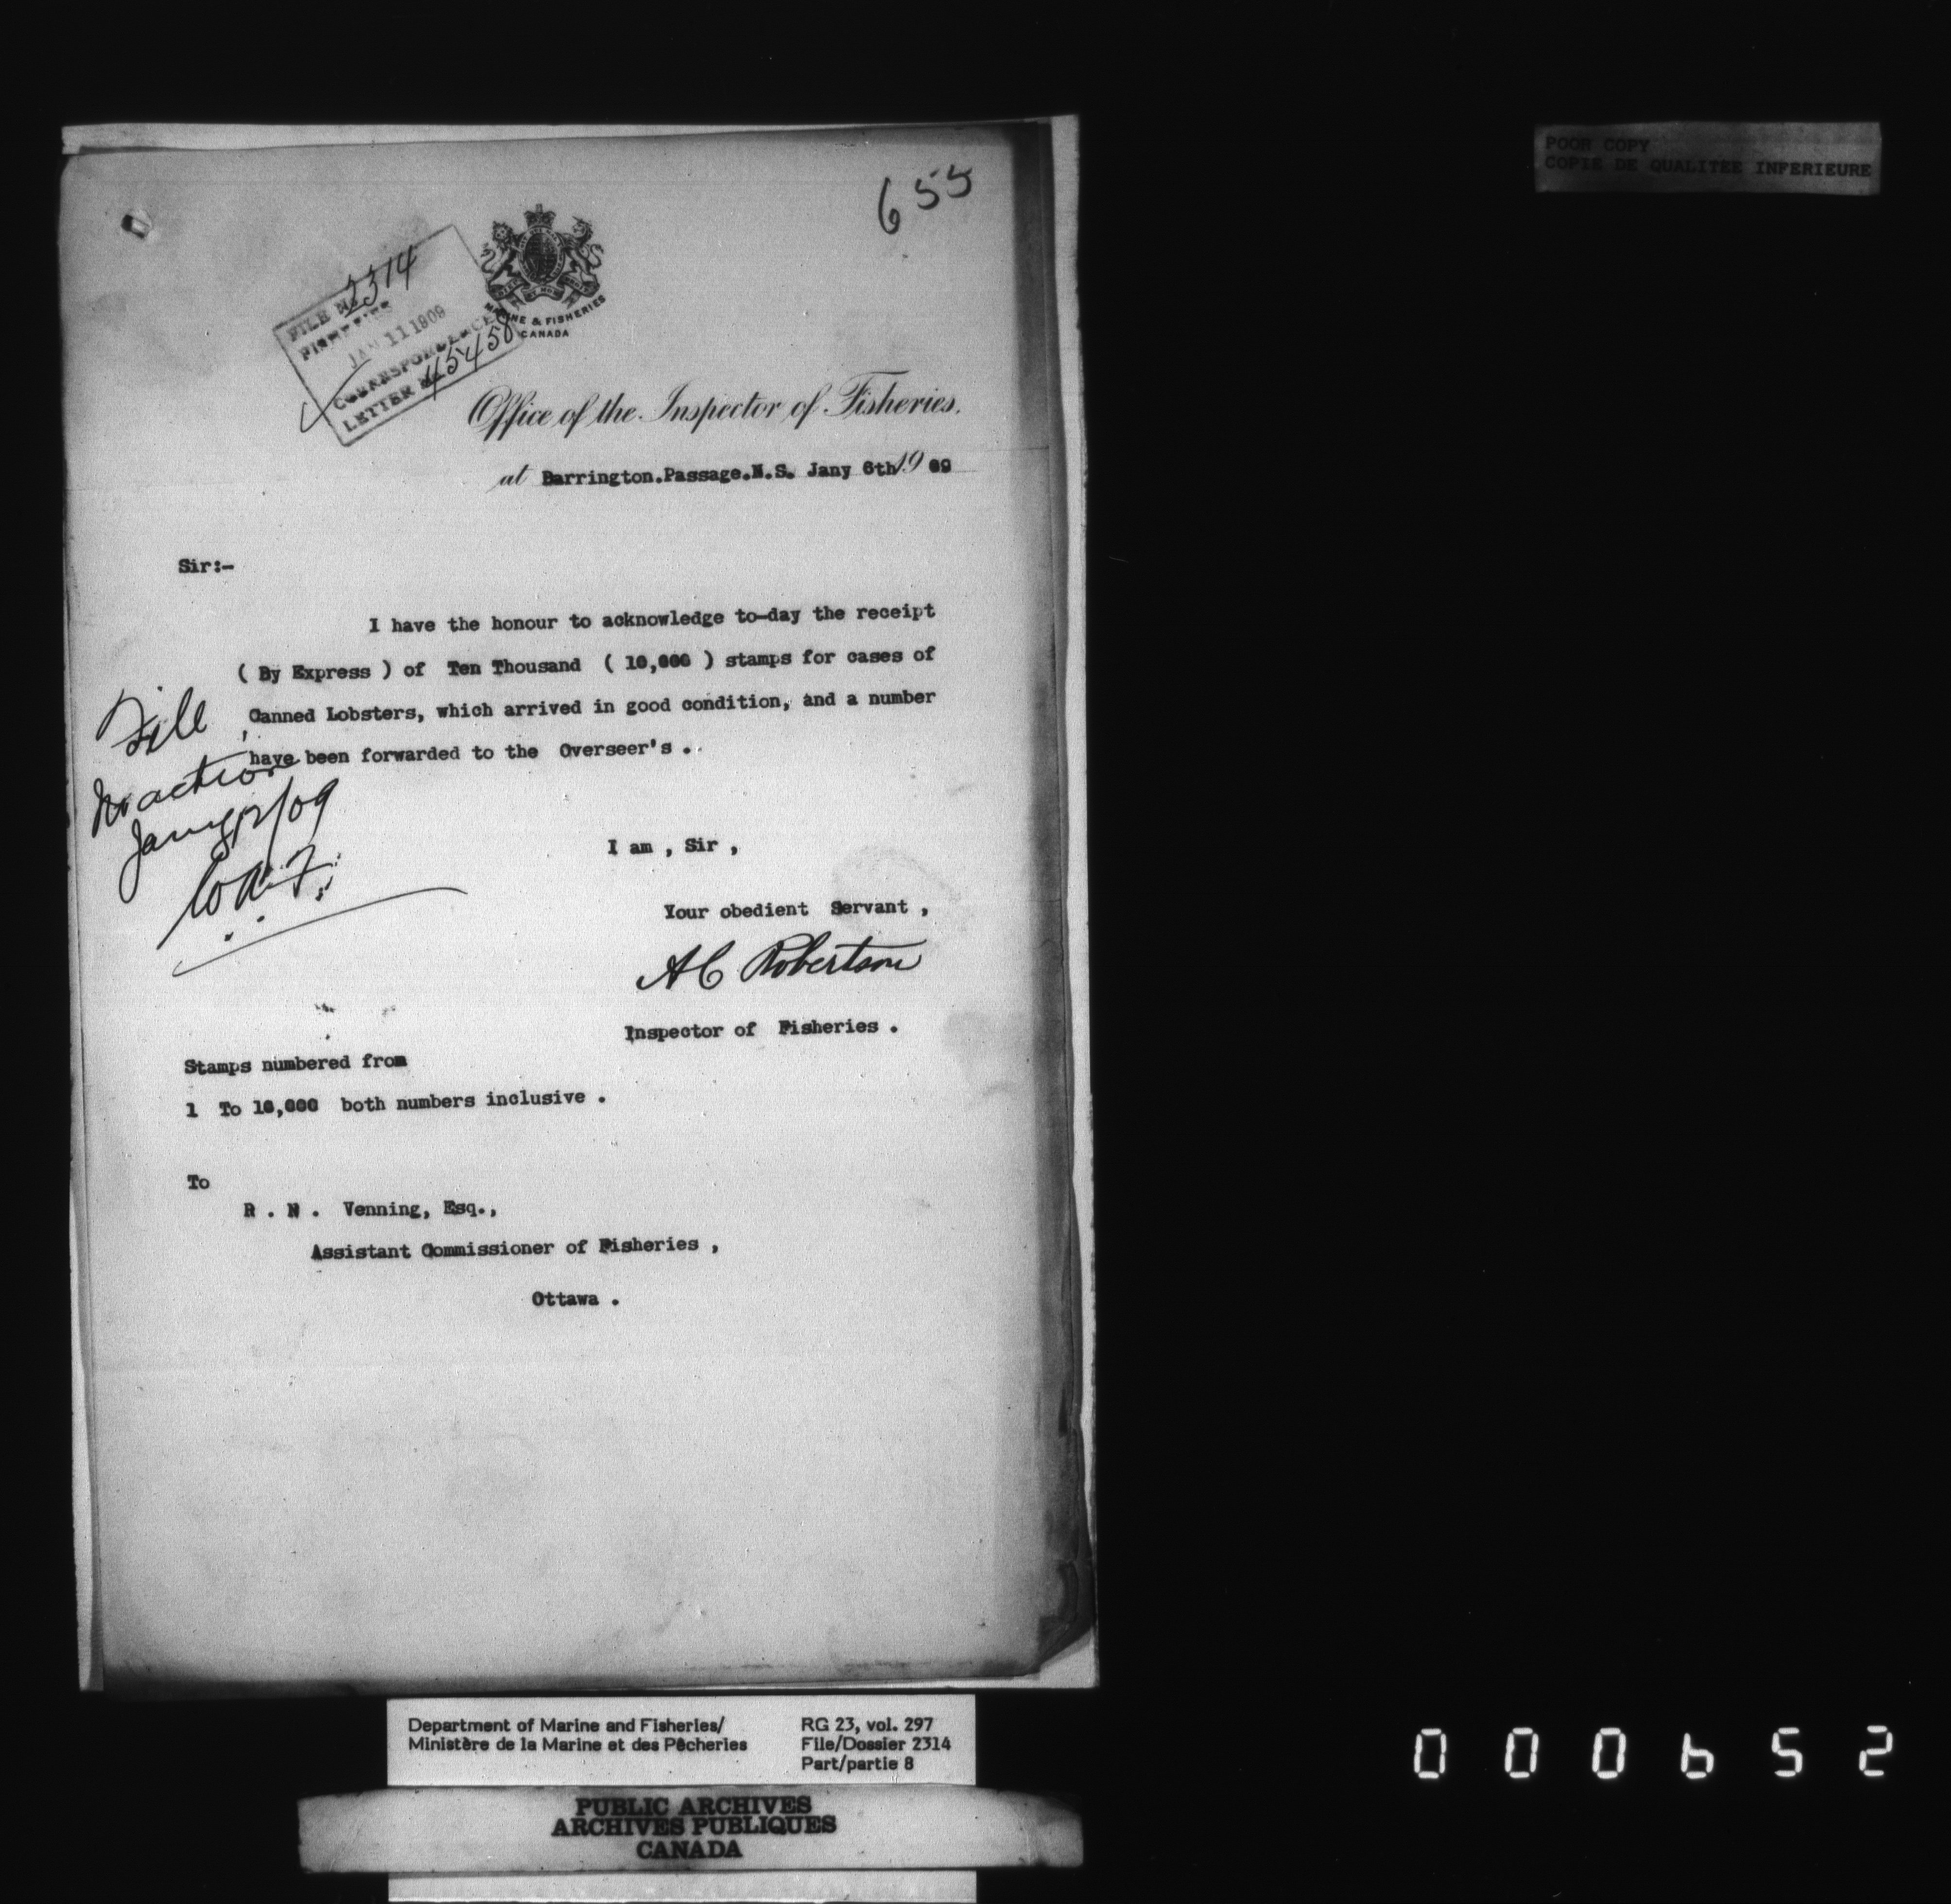 POOR COPY
COPIE DE QUALITEE INFERIEURE
655
FILE No 2314
FISHERIES
JAN 11 1909
CORRESPONDENCE
LETTER No 45458
MARINE & FISHERIES
CANADA
Office of the Inspector of Fisheries.
at Barrington.Passage.N.S. Jany 6th 1909
Sir:-
I have the honour to acknowledge to-day the receipt
( By Express ) of Ten Thousand ( 10,000 ) stamps for cases of
Canned Lobsters, which arrived in good condition, and a number
have been forwarded to the Overseer's .
File
No action
Jany 12/09
I am , Sir ,
Your obedient Servant ,
A C Robertson
Inspector of Fisheries .
Stamps numbered from
1 To 10,000 both numbers inclusive .
To
R . N . Venning, Esq.,
Assistant Commissioner of Fisheries ,
Ottawa .
Department of Marine and Fisheries/
Ministère de la Marine et des Pêcheries
RG 23, vol. 297
File/Dossier 2314
Part/partie 8
PUBLIC ARCHIVES
ARCHIVES PUBLIQUES
CANADA
000652